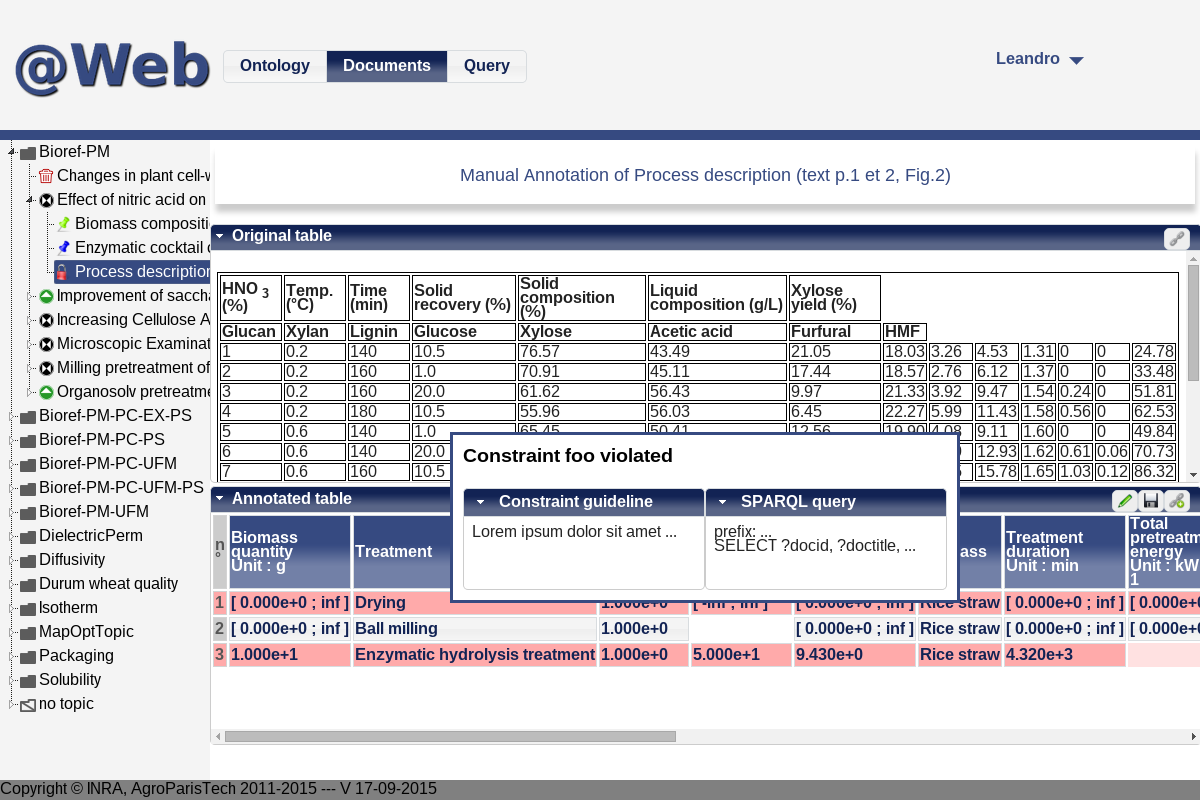 @Web
Ontology Documents Query
Leandro
Bioref-PM
Changes in plant cell-w
Effect of nitric acid on
Biomass compositi
Enzymatic cocktail
Process description
Improvement of saccha
Increasing Cellulose A
Microscopic Examinat
Milling pretreatment of
Organosolv pretreatme
Bioref-PM-PC-EX-PS
Bioref-PM-PC-PS
Bioref-PM-PC-UFM
Bioref-PM-PC-UFM-PS
Bioref-PM-UFM
DielectricPerm
Diffusivity
Durum wheat quality
Isotherm
MapOptTopic
Packaging
Solubility
no topic
Manual Annotation of Process description (text p.1 et 2, Fig.2)
Original table
HNO 3 (%) Temp. (°C) Time (min) Solid recovery (%) Solid composition (%) Liquid composition (g/L) Xylose yield (%)
Glucan Xylan Lignin Glucose Xylose Acetic acid Furfural HMF
1 0.2 140 10.5 76.57 43.49 21.05 18.03 3.26 4.53 1.31 0 0 24.78
2 0.2 160 1.0 70.91 45.11 17.44 18.57 2.76 6.12 1.37 0 0 33.48
3 0.2 160 20.0 61.62 56.43 9.97 21.33 3.92 9.47 1.54 0.24 0 51.81
4 0.2 180 10.5 55.96 56.03 6.45 22.27 5.99 11.43 1.58 0.56 0 62.53
5 0.6 140 1.0 65.45 50.41 12.56 19.90 4.08 9.11 1.60 0 0 49.84
6 0.6 140 20.0 12.93 1.62 0.61 0.06 70.73
7 0.6 160 10.5 15.78 1.65 1.03 0.12 86.32
Constraint foo violated
Constraint guideline
Lorem ipsum dolor sit amet ...
SPARQL query
prefix: ...
SELECT ?docid, ?doctitle, ...
Annotated table
n° Biomass quantity Unit : g Treatment ass Treatment duration Unit : min Total pretreatm energy Unit : kW 1
1 [ 0.000e+0 ; inf ] Drying 1.000e+0 [ -inf ; inf ] [ 0.000e+0 ; inf ] Rice straw [ 0.000e+0 ; inf ] [ 0.000e+0
2 [ 0.000e+0 ; inf ] Ball milling 1.000e+0 [ 0.000e+0 ; inf ] Rice straw [ 0.000e+0 ; inf ] [ 0.000e+0
3 1.000e+1 Enzymatic hydrolysis treatment 1.000e+0 5.000e+1 9.430e+0 Rice straw 4.320e+3
Copyright © INRA, AgroParisTech 2011-2015 --- V 17-09-2015